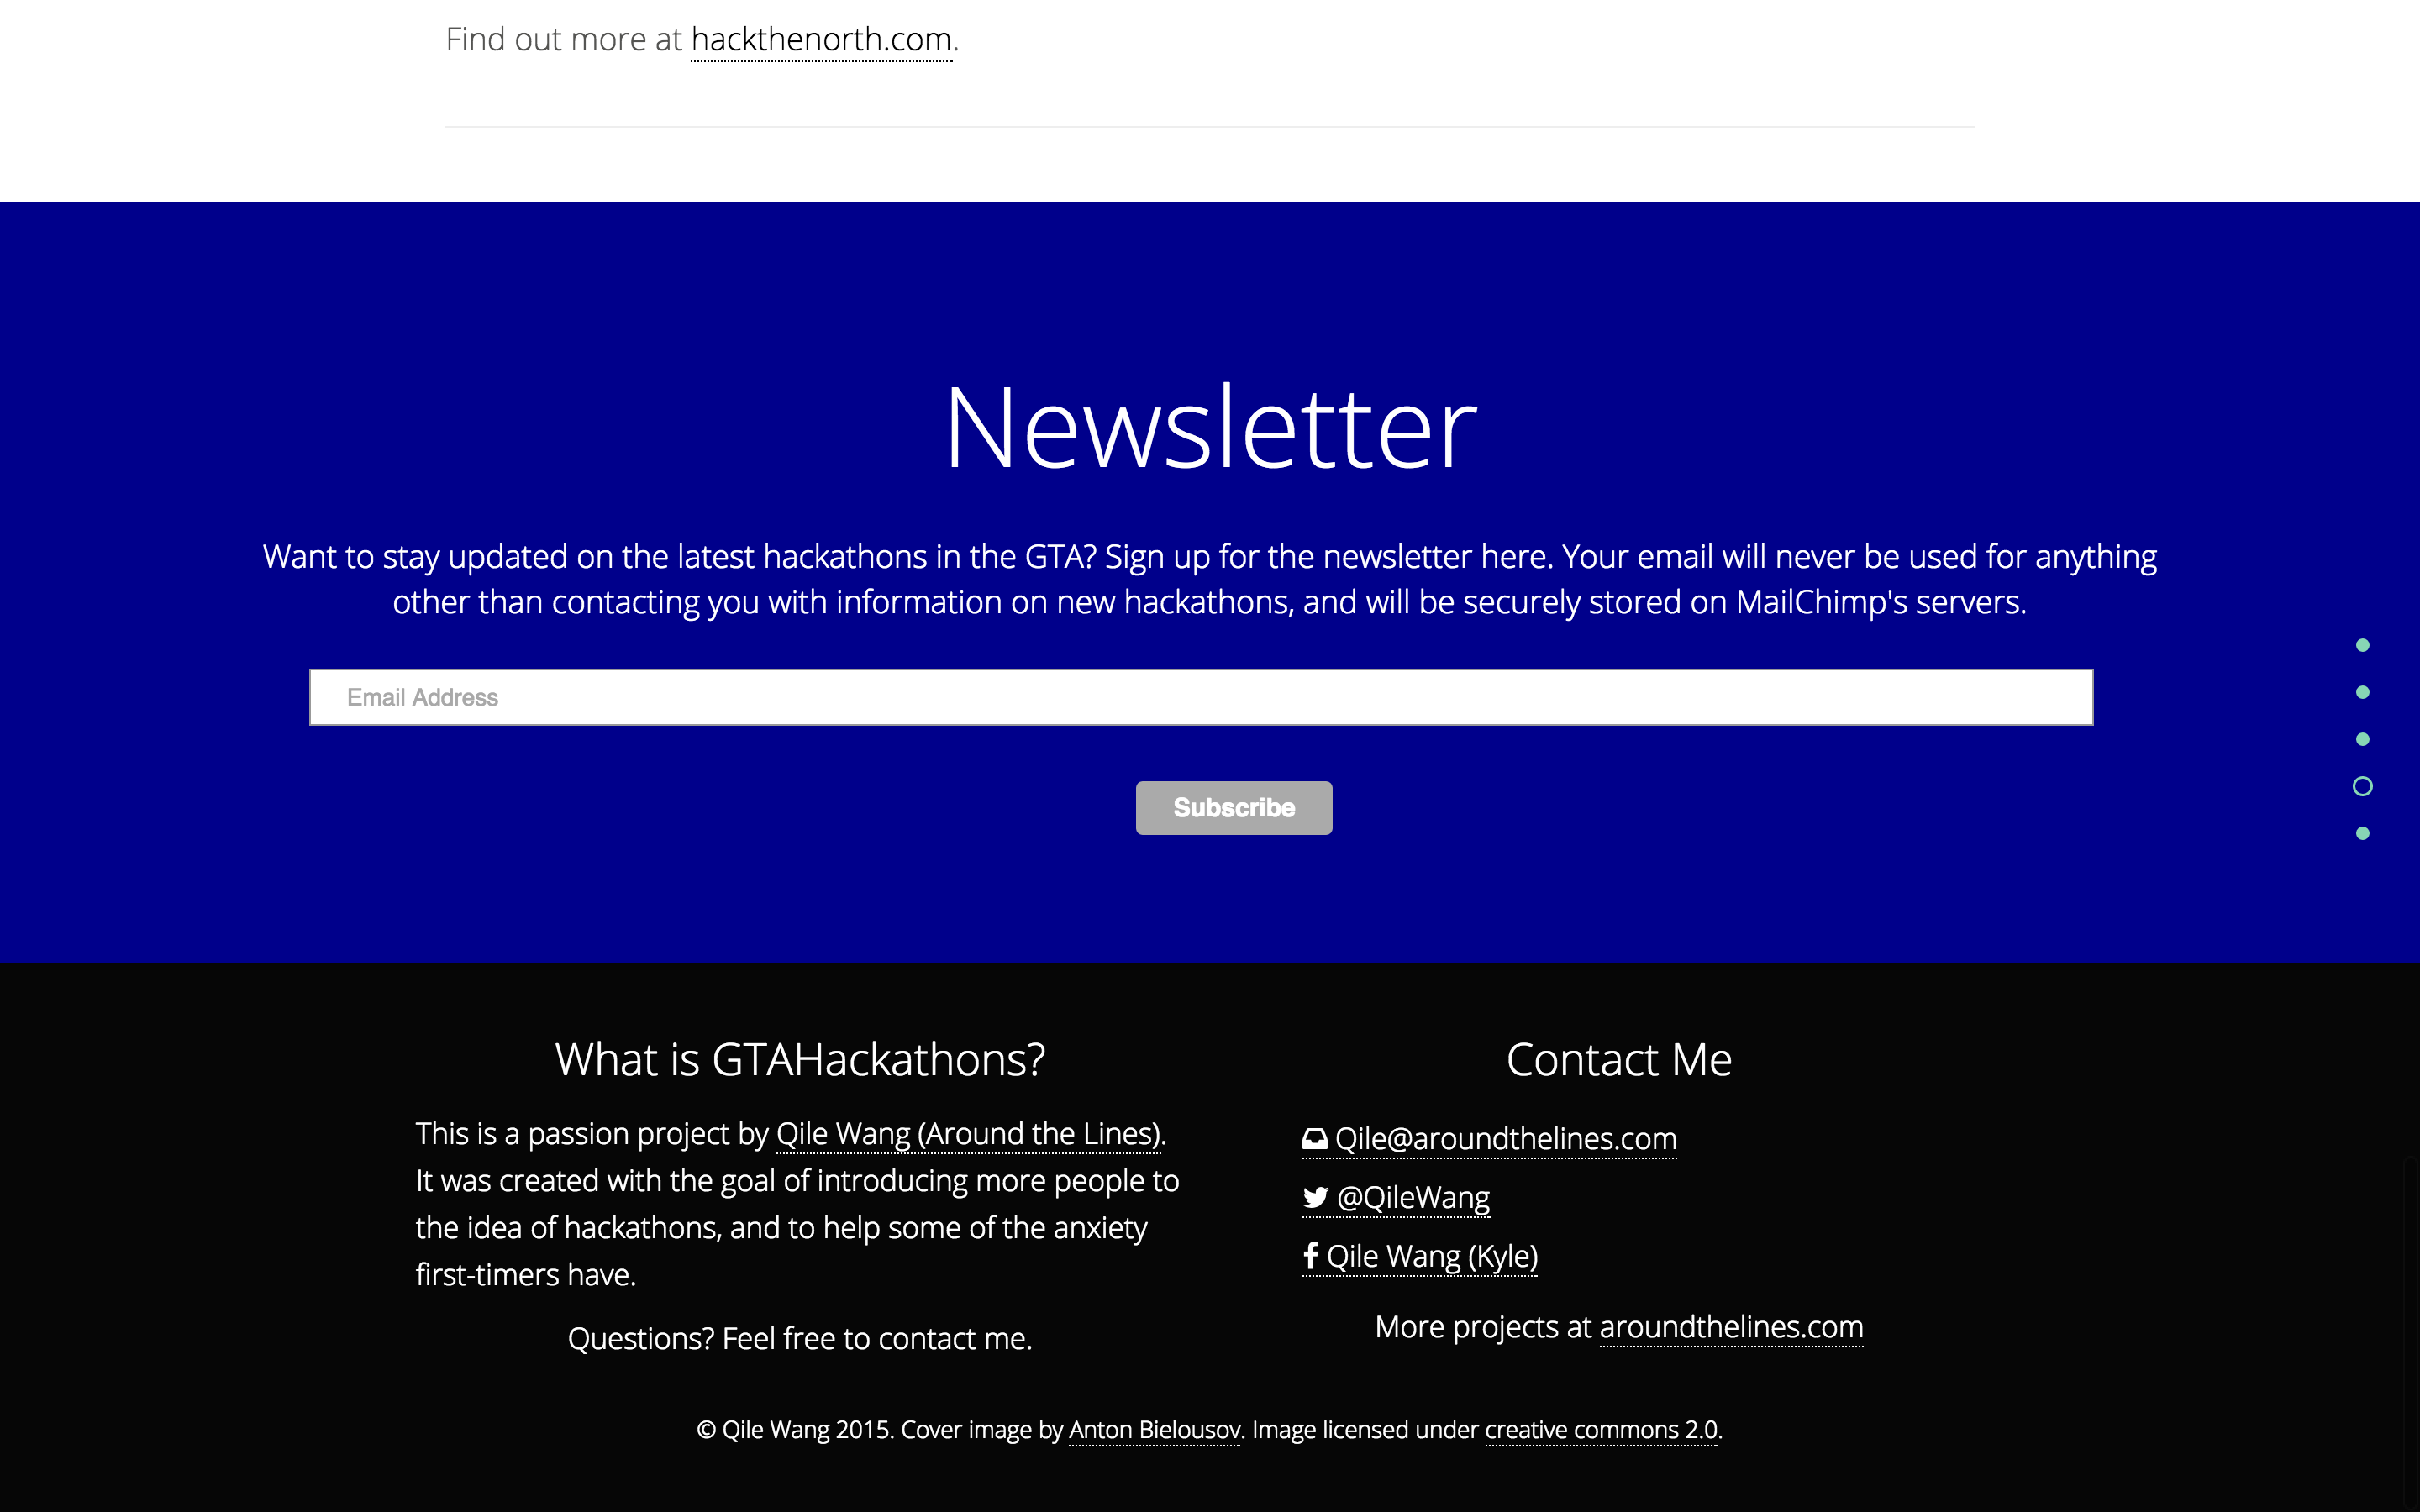 Find out more at hackthenorth.com.
Newsletter
Want to stay updated on the latest hackathons in the GTA? Sign up for the newsletter here. Your email will never be used for anything
other than contacting you with information on new hackathons, and will be securely stored on MailChimp's servers.
Email Address
Subscribe
What is GTAHackathons?
This is a passion project by Qile Wang (Around the Lines).
It was created with the goal of introducing more people to
the idea of hackathons, and to help some of the anxiety
first-timers have.
Questions? Feel free to contact me.
Contact Me
Qile@aroundthelines.com
@QileWang
Qile Wang (Kyle)
More projects at aroundthelines.com
© Qile Wang 2015. Cover image by Anton Bielousov. Image licensed under creative commons 2.0.